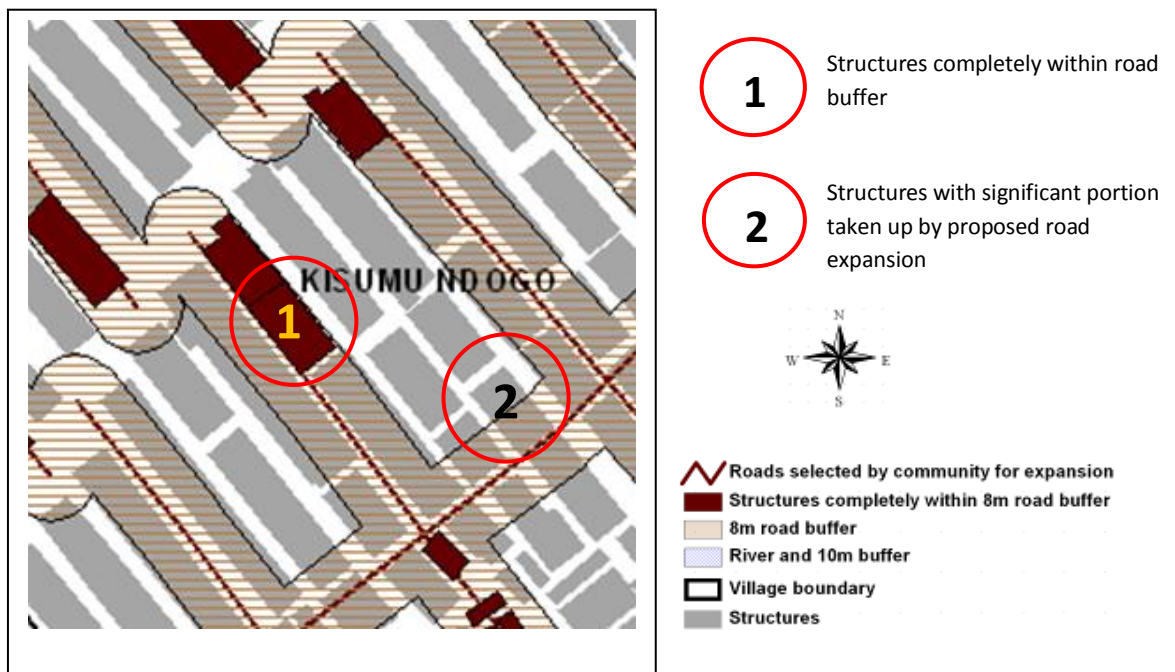 1
Structures completely within road
buffer
2
Structures with significant portion
taken up by proposed road
expansion
KISUMU NDOGO
1
2
N
W E
S
Roads selected by community for expansion
Structures completely within 8m road buffer
8m road buffer
River and 10m buffer
Village boundary
Structures